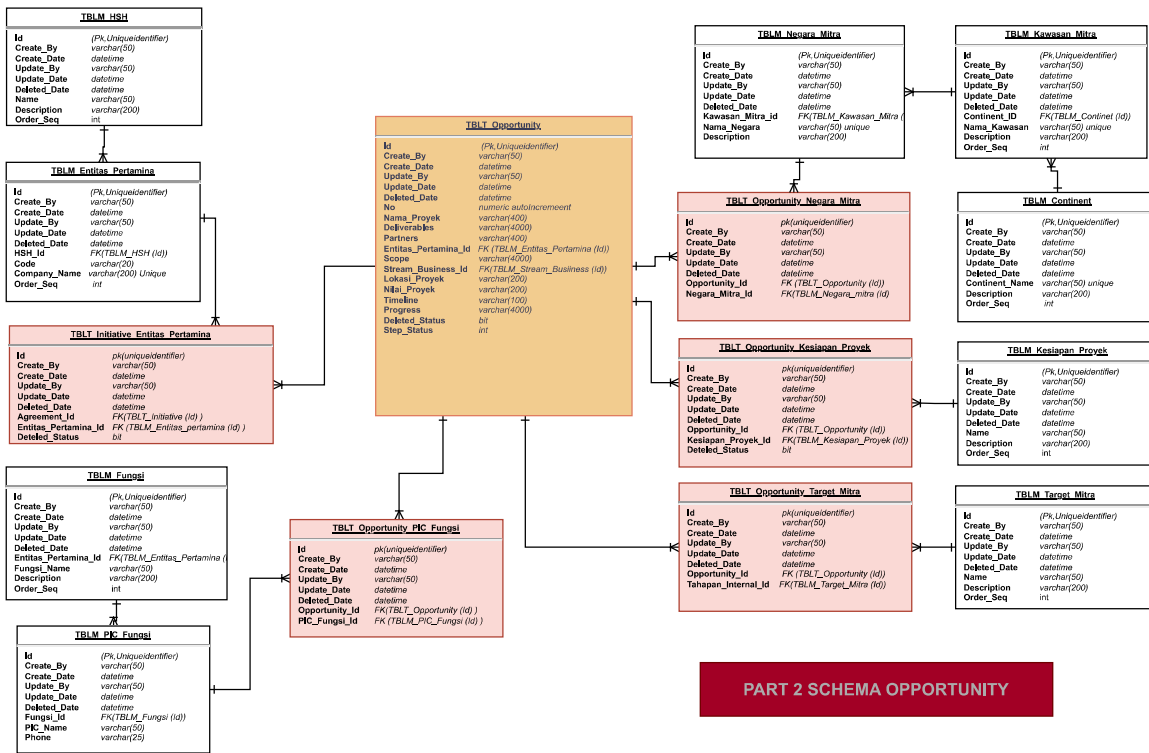 TBLM_HSH
Id (Pk,Uniqueidentifier)
Create_By varchar(50)
Create_Date datetime
Update_By varchar(50)
Update_Date datetime
Deleted_Date datetime
Name varchar(50)
Description varchar(200)
Order_Seq int
TBLM_Entitas_Pertamina
Id (Pk,Uniqueidentifier)
Create_By varchar(50)
Create_Date datetime
Update_By varchar(50)
Update_Date datetime
Deleted_Date datetime
HSH_Id FK(TBLM_HSH (Id))
Code varchar(20)
Company_Name varchar(200) Unique
Order_Seq int
TBLT_Initiative_Entitas_Pertamina
Id pk(uniqueidentifier)
Create_By varchar(50)
Create_Date datetime
Update_By varchar(50)
Update_Date datetime
Deleted_Date datetime
Agreement_Id FK(TBLT_Initiative (Id) )
Entitas_Pertamina_Id FK (TBLM_Entitas_pertamina (Id) )
Deteled_Status bit
TBLM_Fungsi
Id (Pk,Uniqueidentifier)
Create_By varchar(50)
Create_Date datetime
Update_By varchar(50)
Update_Date datetime
Deleted_Date datetime
Entitas_Pertamina_Id FK(TBLM_Entitas_Pertamina (
Fungsi_Name varchar(50)
Description varchar(200)
Order_Seq int
TBLM_PIC_Fungsi
Id (Pk,Uniqueidentifier)
Create_By varchar(50)
Create_Date datetime
Update_By varchar(50)
Update_Date datetime
Deleted_Date datetime
Fungsi_Id FK(TBLM_Fungsi (Id))
PIC_Name varchar(50)
Phone varchar(25)
TBLT_Opportunity
Id (Pk,Uniqueidentifier)
Create_By varchar(50)
Create_Date datetime
Update_By varchar(50)
Update_Date datetime
Deleted_Date datetime
No numeric autoIncremeent
Nama_Proyek varchar(400)
Deliverables varchar(4000)
Partners varchar(400)
Entitas_Pertamina_Id FK (TBLM_Entitas_Pertamina (Id))
Scope varchar(4000)
Stream_Business_Id FK(TBLM_Stream_Busiiness (Id))
Lokasi_Proyek varchar(200)
Nilai_Proyek varchar(200)
Timeline varchar(100)
Progress varchar(4000)
Deleted_Status bit
Step_Status int
TBLT_Opportunity_PIC_Fungsi
Id pk(uniqueidentifier)
Create_By varchar(50)
Create_Date datetime
Update_By varchar(50)
Update_Date datetime
Deleted_Date datetime
Opportunity_Id FK(TBLT_Opportunity (Id) )
PIC_Fungsi_Id FK (TBLM_PIC_Fungsi (Id) )
TBLM_Negara_Mitra
Id (Pk,Uniqueidentifier)
Create_By varchar(50)
Create_Date datetime
Update_By varchar(50)
Update_Date datetime
Deleted_Date datetime
Kawasan_Mitra_id FK(TBLM_Kawasan_Mitra (
Nama_Negara varchar(50) unique
Description varchar(200)
TBLM_Kawasan_Mitra
Id (Pk,Uniqueidentifier)
Create_By varchar(50)
Create_Date datetime
Update_By varchar(50)
Update_Date datetime
Deleted_Date datetime
Continent_ID FK(TBLM_Continet (Id))
Nama_Kawasan varchar(50) unique
Description varchar(200)
Order_Seq int
TBLT_Opportunity_Negara_Mitra
Id pk(uniqueidentifier)
Create_By varchar(50)
Create_Date datetime
Update_By varchar(50)
Update_Date datetime
Deleted_Date datetime
Opportunity_Id FK (TBLT_Opportunity (Id))
Negara_Mitra_Id FK(TBLM_Negara_mitra (Id)
TBLM_Continent
Id (Pk,Uniqueidentifier)
Create_By varchar(50)
Create_Date datetime
Update_By varchar(50)
Update_Date datetime
Deleted_Date datetime
Continent_Name varchar(50) unique
Description varchar(200)
Order_Seq int
TBLT_Opportunity_Kesiapan_Proyek
Id pk(uniqueidentifier)
Create_By varchar(50)
Create_Date datetime
Update_By varchar(50)
Update_Date datetime
Deleted_Date datetime
Opportunity_Id FK (TBLT_Opportunity (Id))
Kesiapan_Proyek_Id FK(TBLM_Kesiapan_Proyek (Id))
Deteled_Status bit
TBLM_Kesiapan_Proyek
Id (Pk,Uniqueidentifier)
Create_By varchar(50)
Create_Date datetime
Update_By varchar(50)
Update_Date datetime
Deleted_Date datetime
Name varchar(50)
Description varchar(200)
Order_Seq int
TBLT_Opportunity_Target_Mitra
Id pk(uniqueidentifier)
Create_By varchar(50)
Create_Date datetime
Update_By varchar(50)
Update_Date datetime
Deleted_Date datetime
Opportunity_Id FK (TBLT_Opportunity (Id))
Tahapan_Internal_Id FK(TBLM_Target_Mitra (Id))
TBLM_Target_Mitra
Id (Pk,Uniqueidentifier)
Create_By varchar(50)
Create_Date datetime
Update_By varchar(50)
Update_Date datetime
Deleted_Date datetime
Name varchar(50)
Description varchar(200)
Order_Seq int
PART 2 SCHEMA OPPORTUNITY